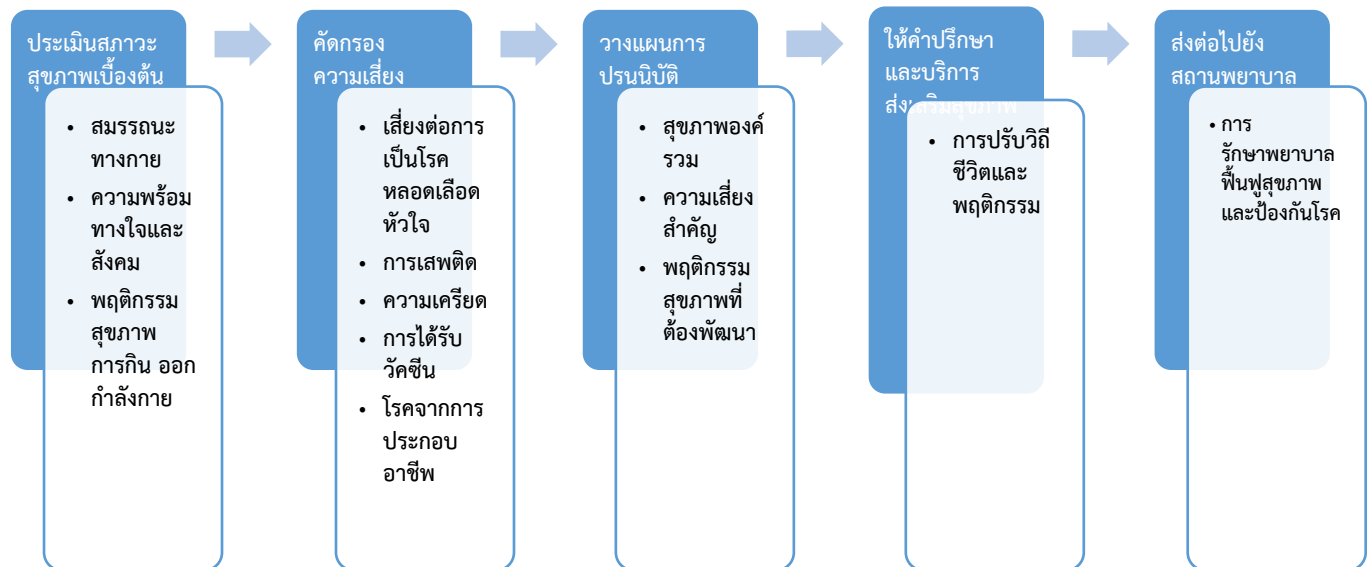 ประเมินสภาวะ
สุขภาพเบื้องต้น
• สมรรถนะ
ทางกาย
• ความพร้อม
ทางใจและ
สังคม
• พฤติกรรม
สุขภาพ
การกิน ออก
กำลังกาย
คัดกรอง
ความเสี่ยง
• เสี่ยงต่อการ
เป็นโรค
หลอดเลือด
หัวใจ
• การเสพติด
• ความเครียด
• การได้รับ
วัคซีน
• โรคจากการ
ประกอบ
อาชีพ
วางแผนการ
ปรนนิบัติ
• สุขภาพองค์
รวม
• ความเสี่ยง
สำคัญ
• พฤติกรรม
สุขภาพที่
ต้องพัฒนา
ให้คำปรึกษา
และบริการ
ส่งเสริมสุขภาพ
• การปรับวิถี
ชีวิตและ
พฤติกรรม
ส่งต่อไปยัง
สถานพยาบาล
• การ
รักษาพยาบาล
ฟื้นฟูสุขภาพ
และป้องกันโรค